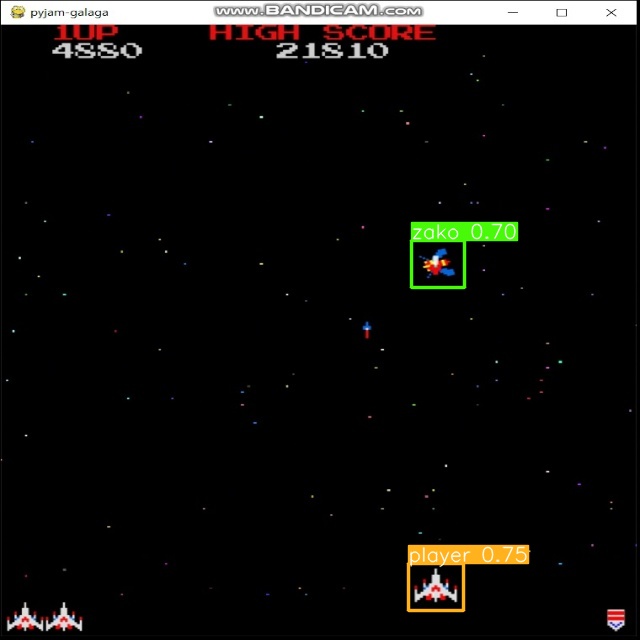 pyjam-galaga
www.BANDICAM.com
1UP HIGH SCORE
4880 21810
zako 0.70
player 0.75